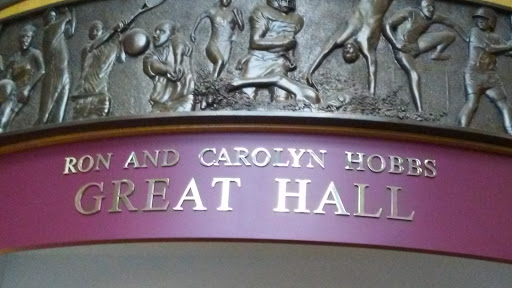 RON AND CAROLYN HOBBS
GREAT HALL